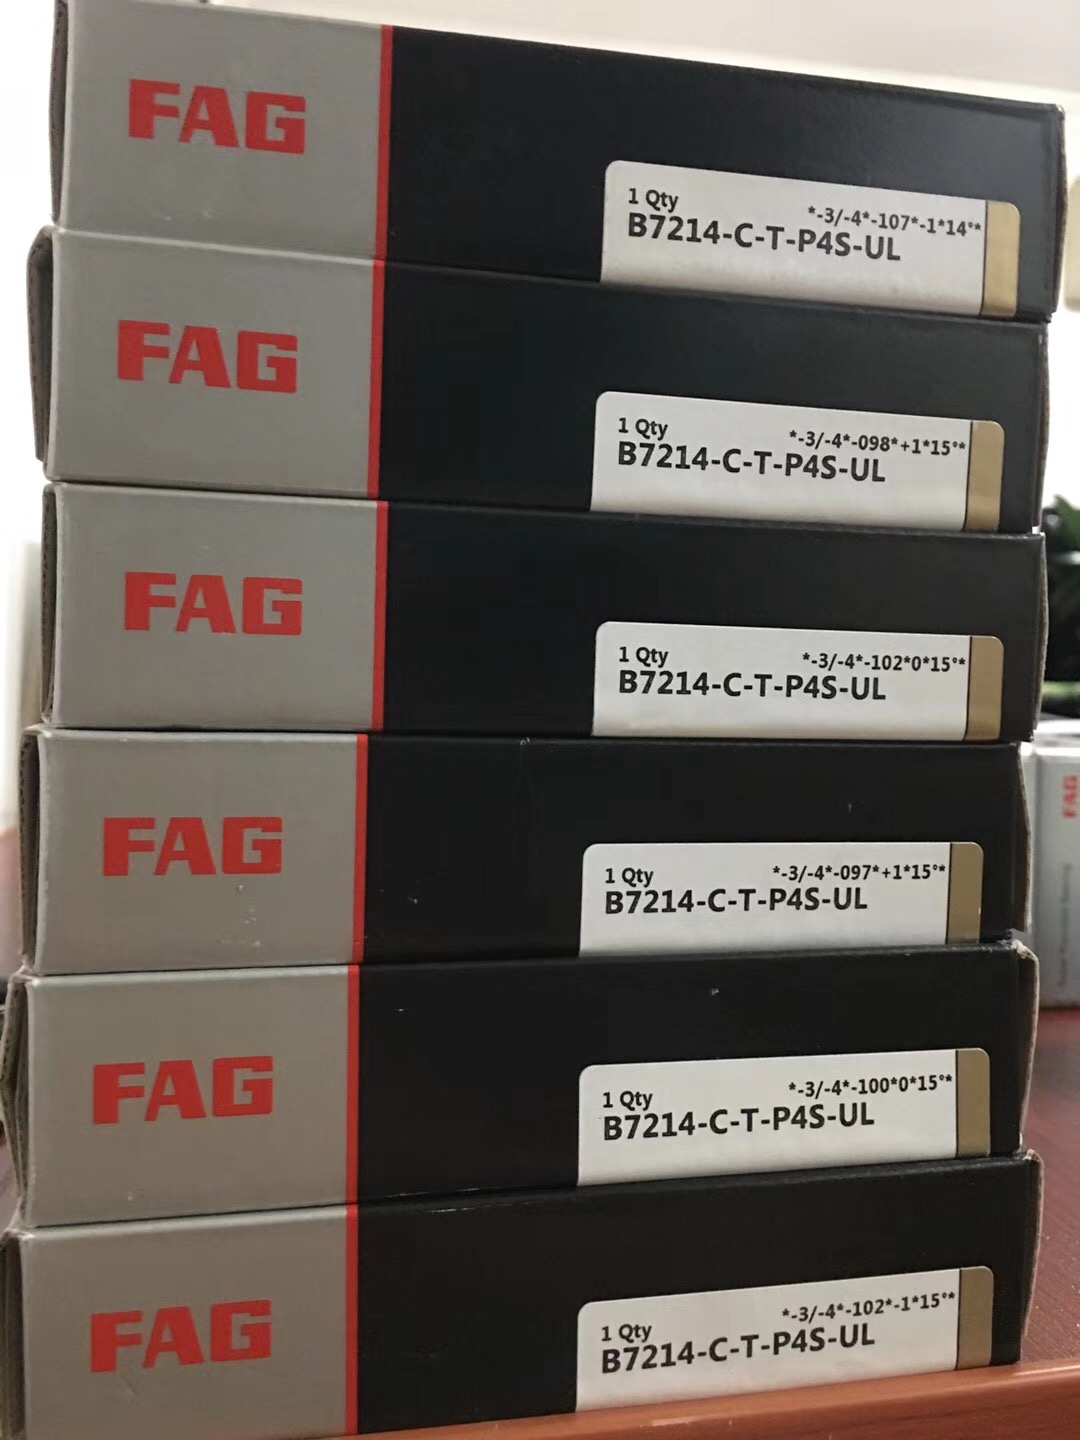 FAG
1 Qty
*-3/-4*-107*-1*14°*
B7214-C-T-P4S-UL
FAG
1 Qty
*-3/-4*-098*+1*15°*
B7214-C-T-P4S-UL
FAG
1 Qty
*-3/-4*-102*0*15°*
B7214-C-T-P4S-UL
FAG
1 Qty
*-3/-4*-097*+1*15°*
B7214-C-T-P4S-UL
FAG
1 Qty
*-3/-4*-100*0*15°*
B7214-C-T-P4S-UL
FAG
1 Qty
*-3/-4*-102*-1*15°*
B7214-C-T-P4S-UL
FAG